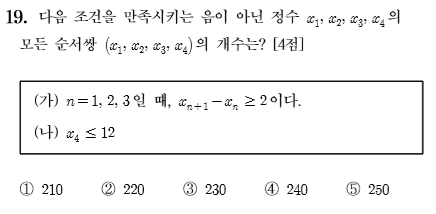 19. 다음 조건을 만족시키는 음이 아닌 정수 x₁, x₂, x₃, x₄의
모든 순서쌍 (x₁, x₂, x₃, x₄)의 개수는? [4점]
(가) n=1, 2, 3일 때, xₙ₊₁−xₙ ≥ 2이다.
(나) x₄ ≤ 12
① 210 ② 220 ③ 230 ④ 240 ⑤ 250